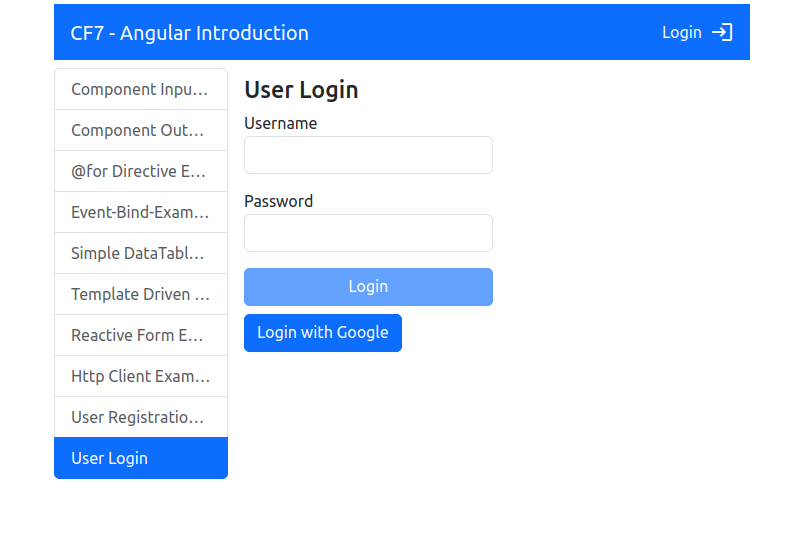 CF7 - Angular Introduction
Login
Component Inpu...
Component Out...
@for Directive E...
Event-Bind-Exam...
Simple DataTabl...
Template Driven ...
Reactive Form E...
Http Client Exam...
User Registratio...
User Login
User Login
Username
Password
Login
Login with Google